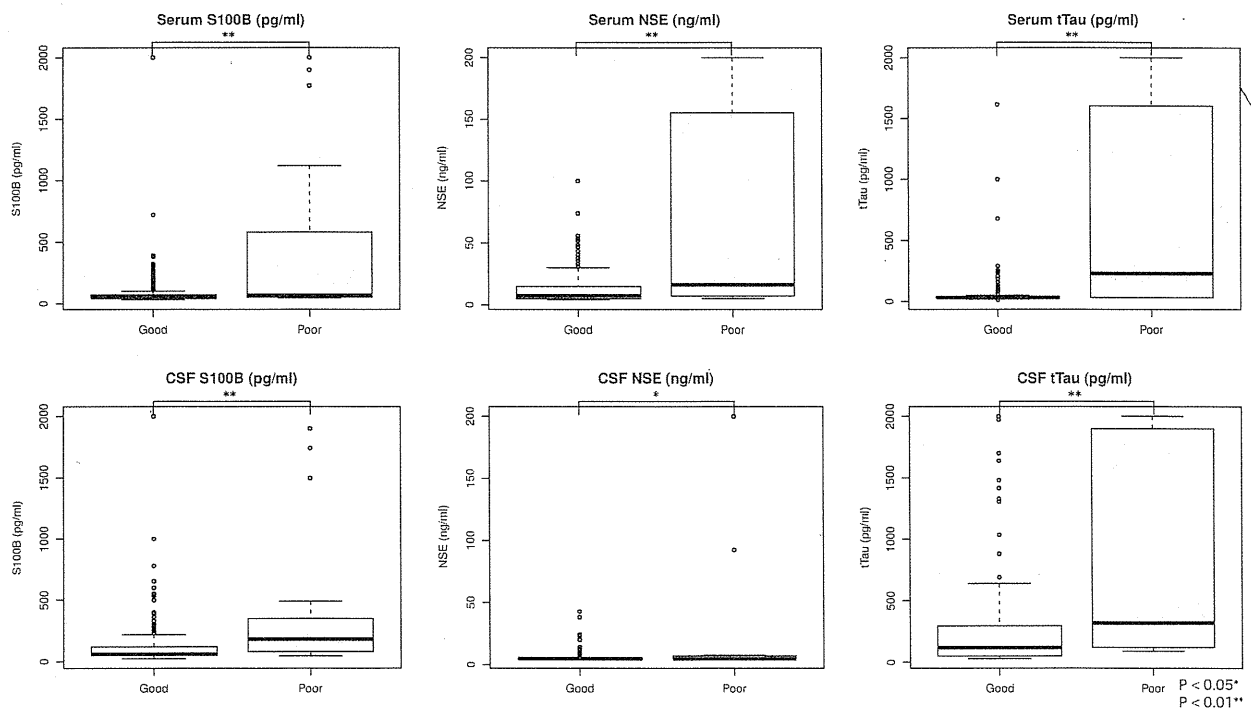 Serum S100B (pg/ml)
**
S100B (pg/ml)
2000
1500
1000
500
0
Good Poor
Serum NSE (ng/ml)
**
NSE (ng/ml)
200
150
100
50
0
Good Poor
Serum tTau (pg/ml)
**
tTau (pg/ml)
2000
1500
1000
500
0
Good Poor
CSF S100B (pg/ml)
**
S100B (pg/ml)
2000
1500
1000
500
0
Good Poor
CSF NSE (ng/ml)
*
NSE (ng/ml)
200
150
100
50
0
Good Poor
CSF tTau (pg/ml)
**
tTau (pg/ml)
2000
1500
1000
500
0
Good Poor
P < 0.05*
P < 0.01**